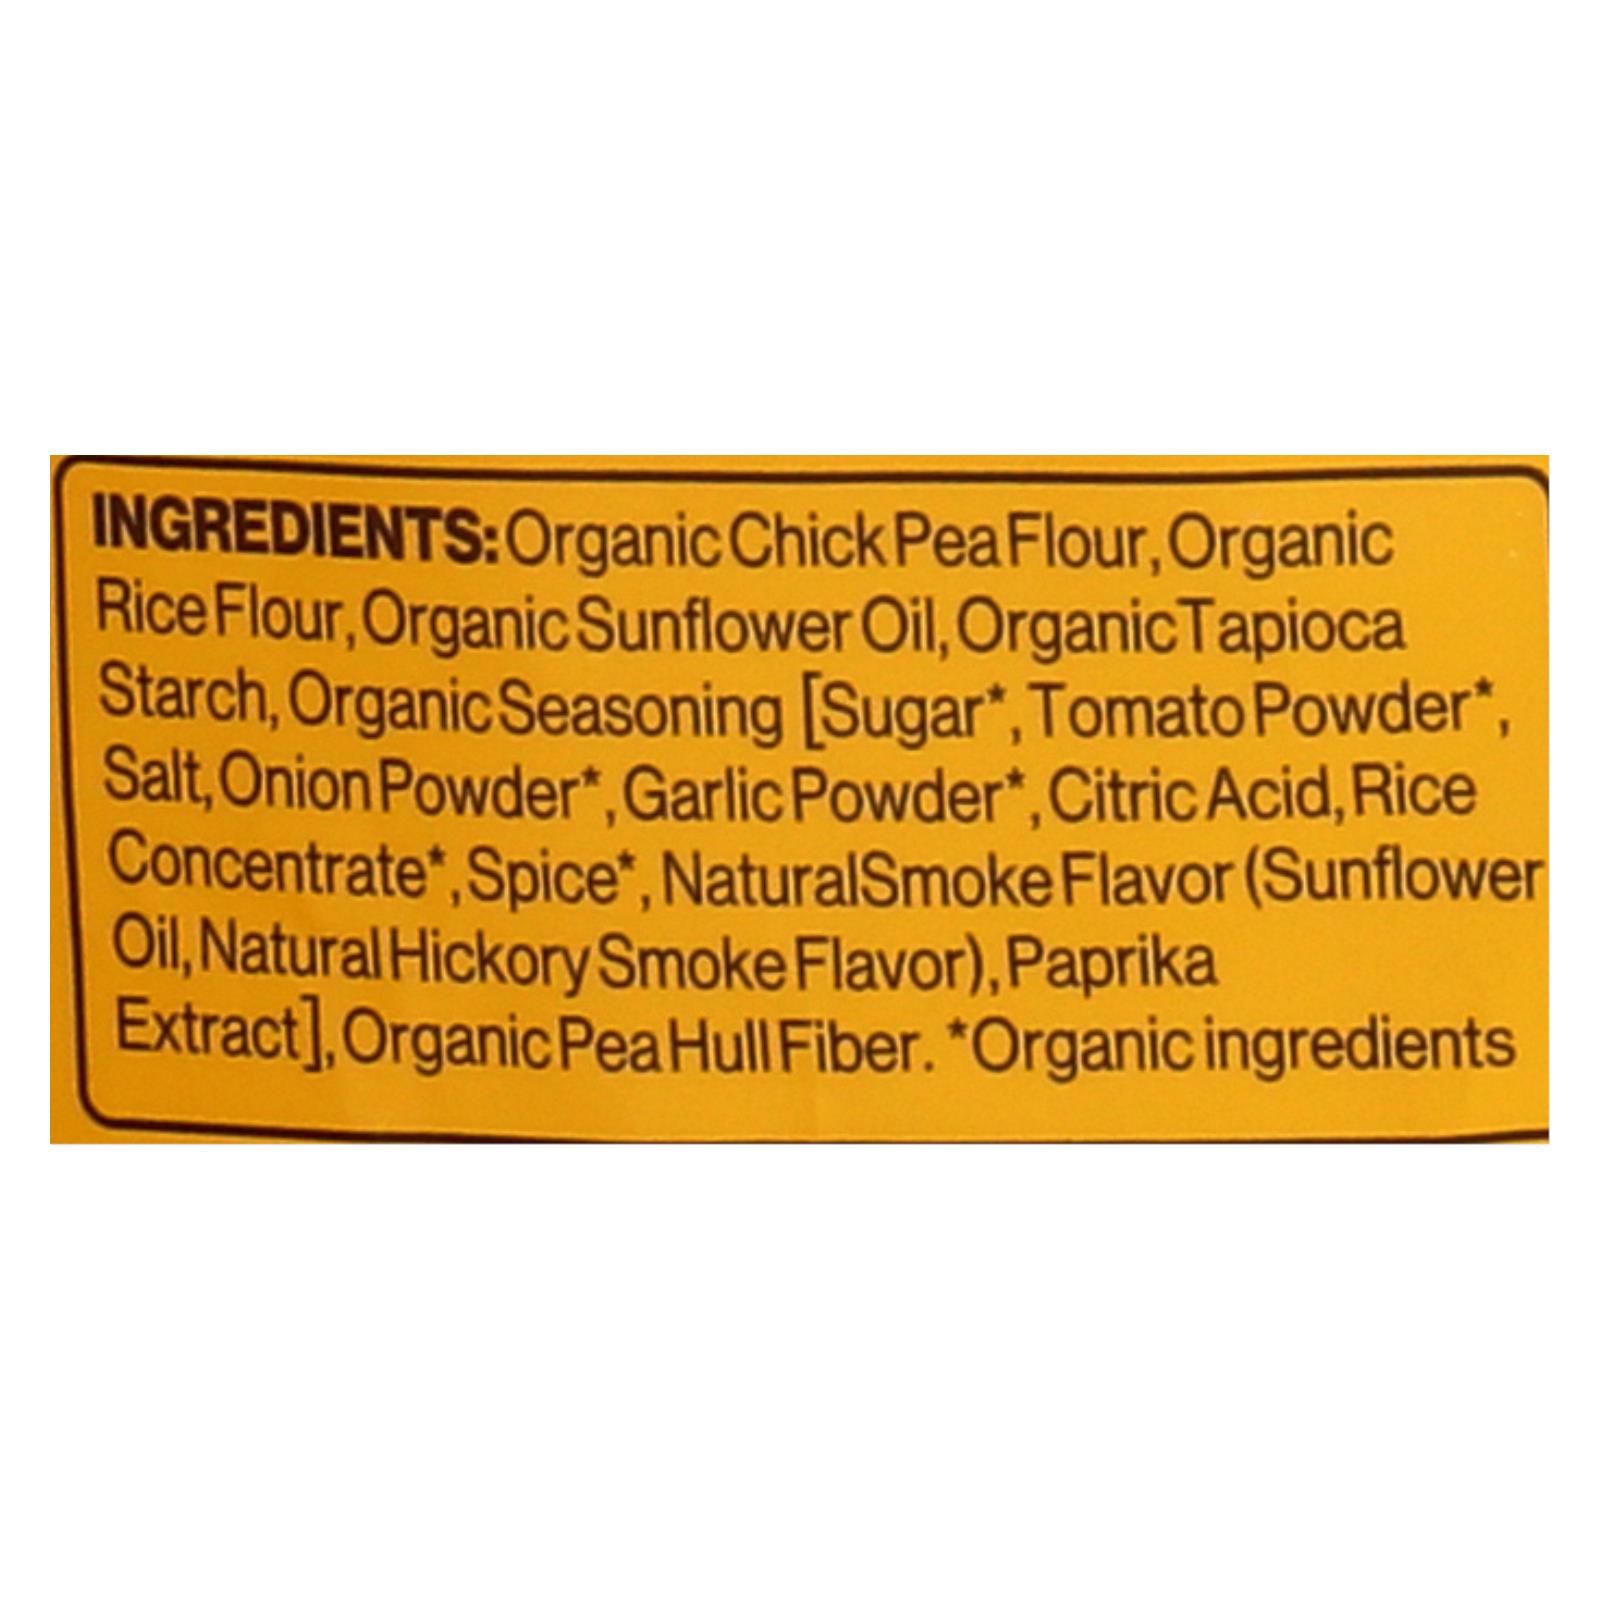 INGREDIENTS: Organic Chick Pea Flour, Organic
Rice Flour, Organic Sunflower Oil, Organic Tapioca
Starch, Organic Seasoning [Sugar*, Tomato Powder*,
Salt, Onion Powder*, Garlic Powder*, Citric Acid, Rice
Concentrate*, Spice*, Natural Smoke Flavor (Sunflower
Oil, Natural Hickory Smoke Flavor), Paprika
Extract], Organic Pea Hull Fiber. *Organic ingredients